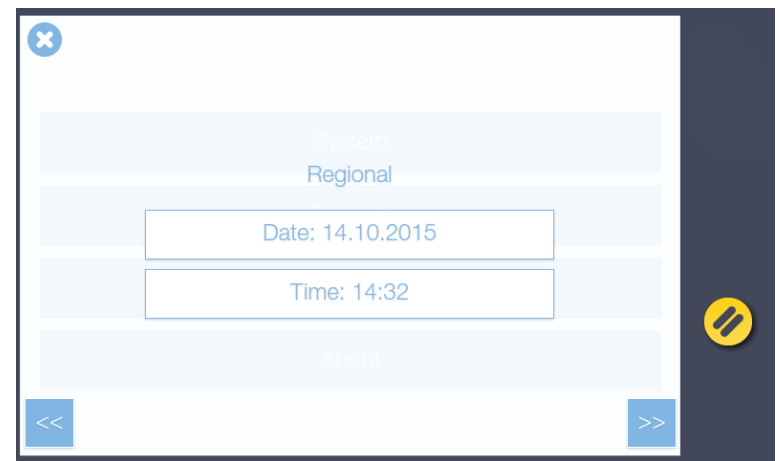 System
Regional
Date: 14.10.2015
Time: 14:32
About
<< >>